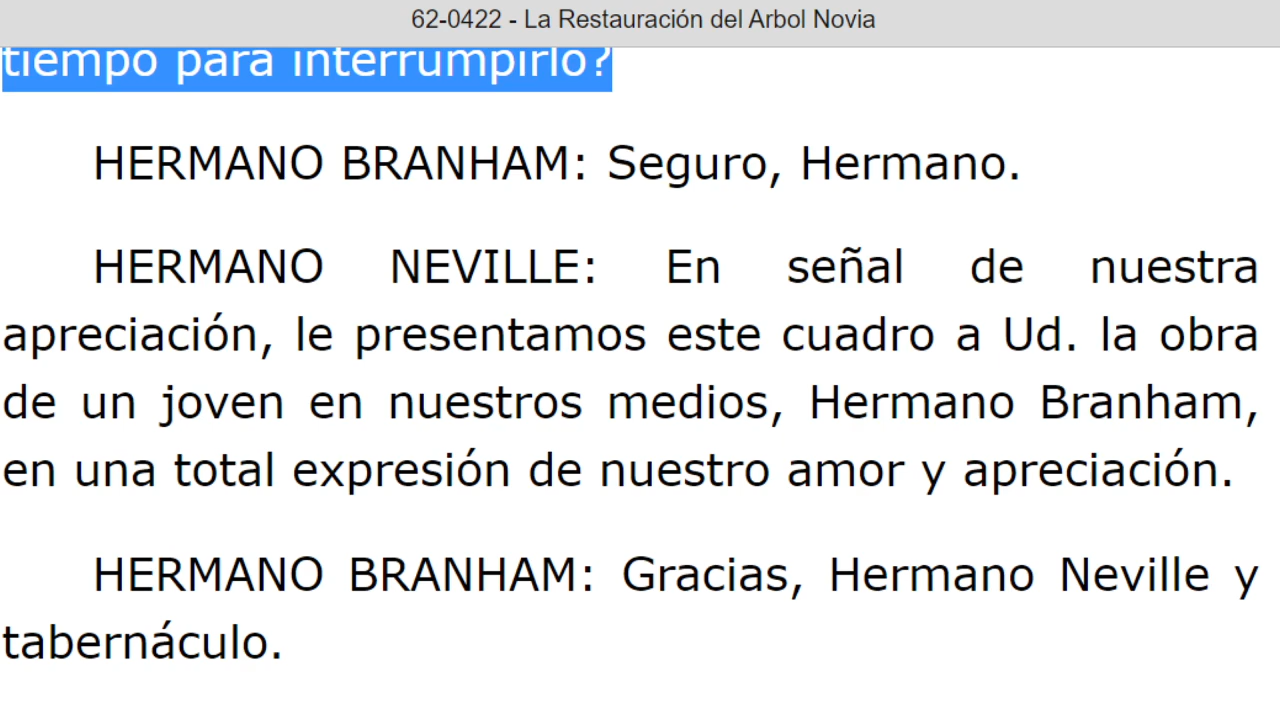 62-0422 - La Restauración del Arbol Novia
tiempo para interrumpirlo?
HERMANO BRANHAM: Seguro, Hermano.
HERMANO NEVILLE: En señal de nuestra
apreciación, le presentamos este cuadro a Ud. la obra
de un joven en nuestros medios, Hermano Branham,
en una total expresión de nuestro amor y apreciación.
HERMANO BRANHAM: Gracias, Hermano Neville y
tabernáculo.